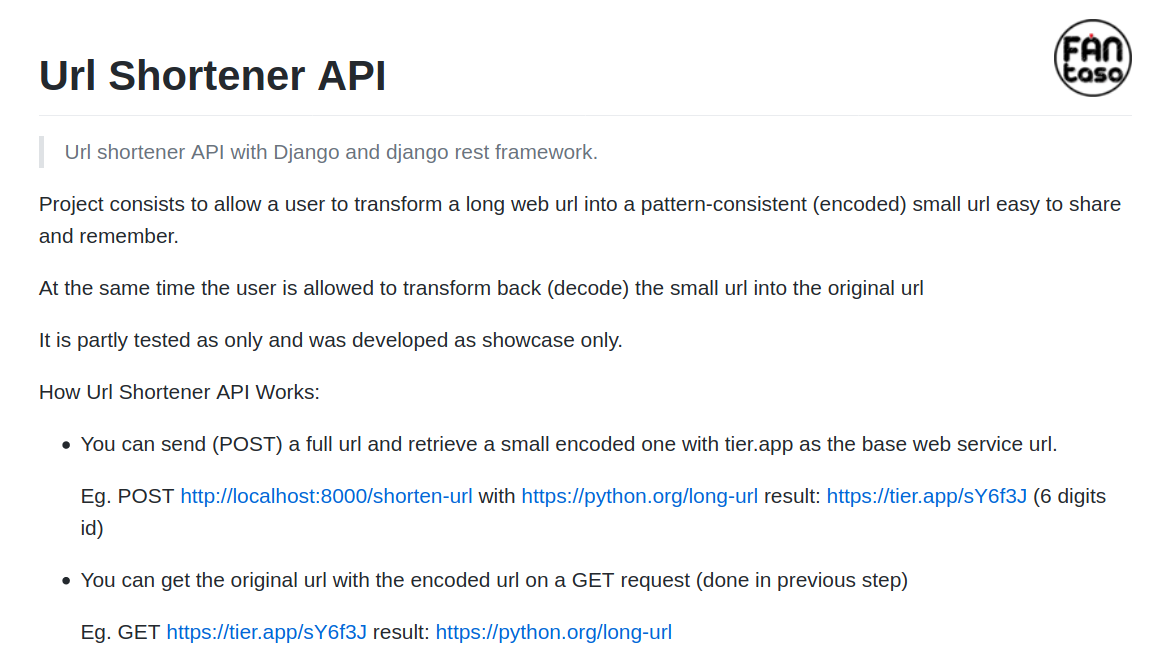 FAN
taso
Url Shortener API
Url shortener API with Django and django rest framework.
Project consists to allow a user to transform a long web url into a pattern-consistent (encoded) small url easy to share
and remember.
At the same time the user is allowed to transform back (decode) the small url into the original url
It is partly tested as only and was developed as showcase only.
How Url Shortener API Works:
• You can send (POST) a full url and retrieve a small encoded one with tier.app as the base web service url.
Eg. POST http://localhost:8000/shorten-url with https://python.org/long-url result: https://tier.app/sY6f3J (6 digits
id)
• You can get the original url with the encoded url on a GET request (done in previous step)
Eg. GET https://tier.app/sY6f3J result: https://python.org/long-url